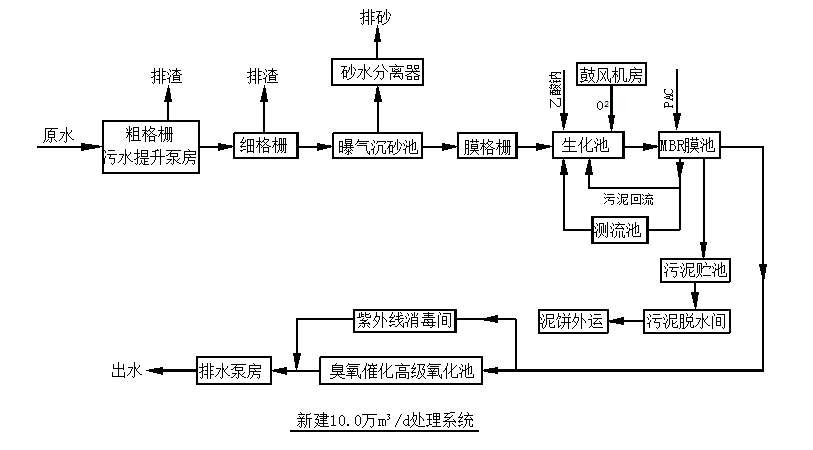 排砂
排渣
排渣
砂水分离器
乙酸钠
鼓风机房
O²
PAC
原水
粗格栅
污水提升泵房
细格栅
曝气沉砂池
膜格栅
生化池
MBR膜池
污泥回流
测流池
污泥贮池
紫外线消毒间
泥饼外运
污泥脱水间
出水
排水泵房
臭氧催化高级氧化池
新建10.0万m³/d处理系统